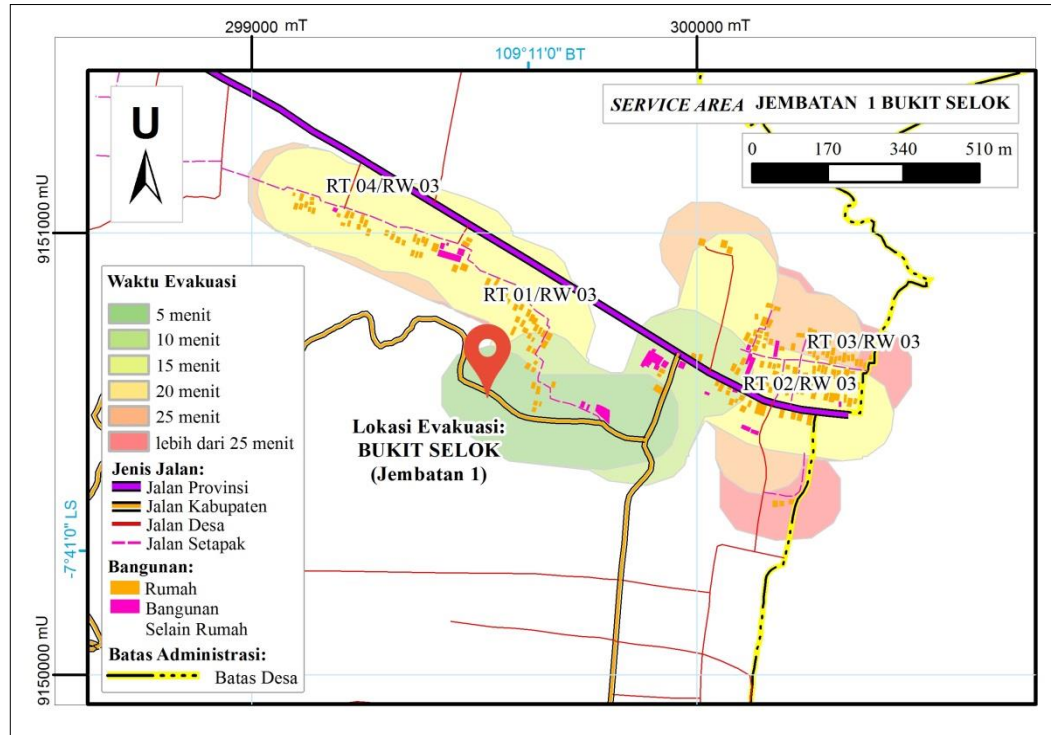 299000 mT
300000 mT
109°11'0" BT
U
SERVICE AREA JEMBATAN 1 BUKIT SELOK
0 170 340 510 m
9151000 mU
RT 04/RW 03
RT 01/RW 03
RT 03/RW 03
RT 02/RW 03
Lokasi Evakuasi:
BUKIT SELOK
(Jembatan 1)
Waktu Evakuasi
5 menit
10 menit
15 menit
20 menit
25 menit
lebih dari 25 menit
Jenis Jalan:
Jalan Provinsi
Jalan Kabupaten
Jalan Desa
Jalan Setapak
Bangunan:
Rumah
Bangunan
Selain Rumah
Batas Administrasi:
Batas Desa
-7°41'0" LS
9150000 mU